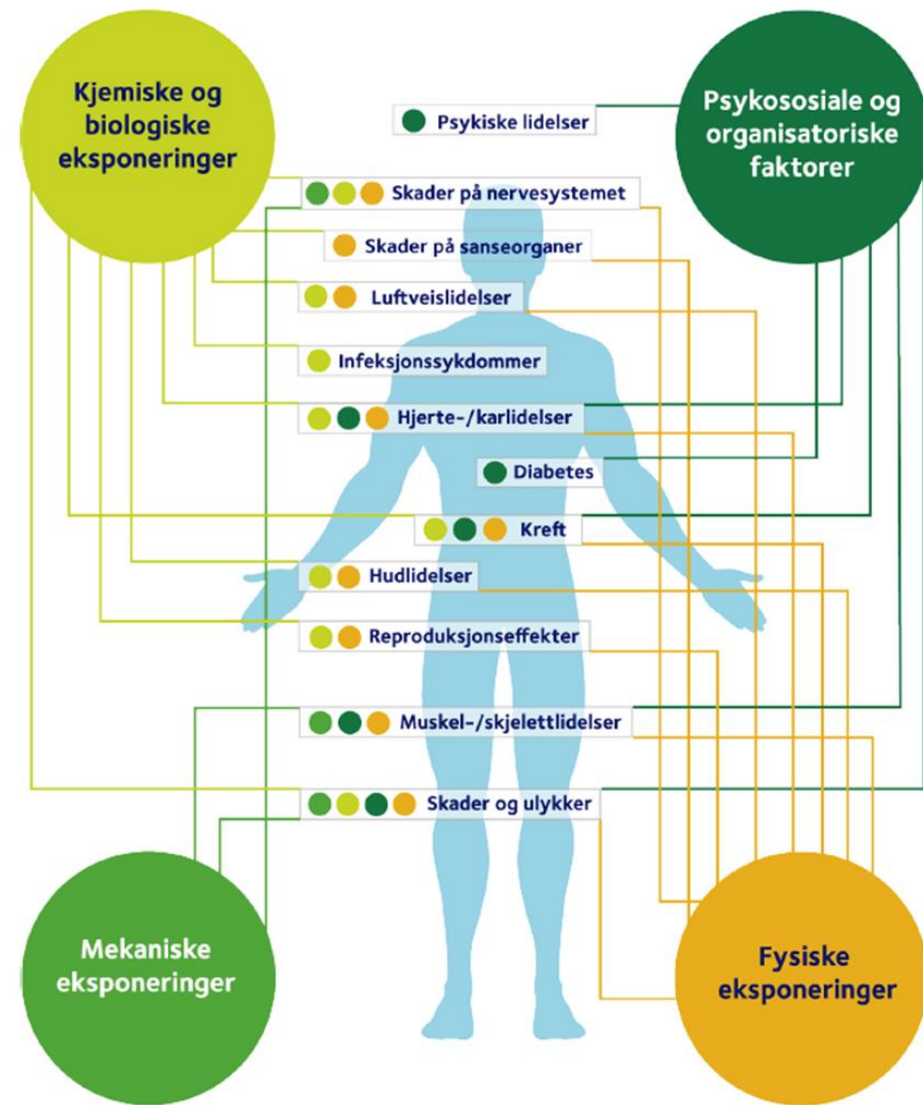 Kjemiske og
biologiske
eksponeringer
Psykososiale og
organisatoriske
faktorer
Psykiske lidelser
Skader på nervesystemet
Skader på sanseorganer
Luftveislidelser
Infeksjonssykdommer
Hjerte-/karlidelser
Diabetes
Kreft
Hudlidelser
Reproduksjonseffekter
Muskel-/skjelettlidelser
Skader og ulykker
Mekaniske
eksponeringer
Fysiske
eksponeringer